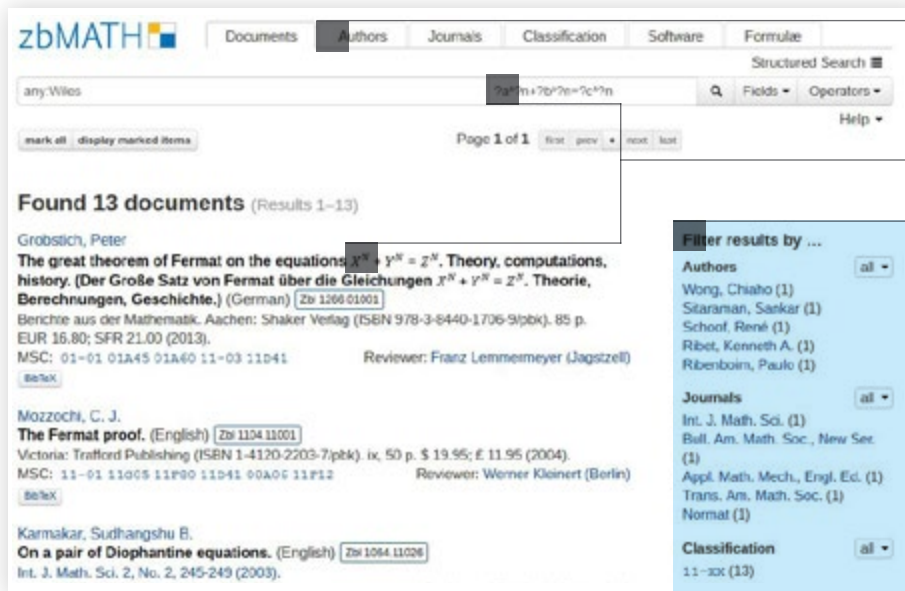 zbMATH
Documents Authors Journals Classification Software Formulæ
Structured Search
any:Wiles ?a^?n+?b^?n=?c^?n Fields Operators
Help
mark all display marked items Page 1 of 1 first prev • next last
Found 13 documents (Results 1–13)
Grobstich, Peter
The great theorem of Fermat on the equations X^N + Y^N = Z^N. Theory, computations,
history. (Der Große Satz von Fermat über die Gleichungen X^N + Y^N = Z^N. Theorie,
Berechnungen, Geschichte.) (German) Zbl 1266.01001
Berichte aus der Mathematik. Aachen: Shaker Verlag (ISBN 978-3-8440-1706-9/pbk). 85 p.
EUR 16.80; SFR 21.00 (2013).
MSC: 01-01 01A45 01A60 11-03 11D41 Reviewer: Franz Lemmermeyer (Jagstzell)
BibTeX
Mozzochi, C. J.
The Fermat proof. (English) Zbl 1104.11001
Victoria: Trafford Publishing (ISBN 1-4120-2203-7/pbk). ix, 50 p. $ 19.95; £ 11.95 (2004).
MSC: 11-01 11G05 11F80 11D41 00A06 11F12 Reviewer: Werner Kleinert (Berlin)
BibTeX
Karmakar, Sudhangshu B.
On a pair of Diophantine equations. (English) Zbl 1064.11026
Int. J. Math. Sci. 2, No. 2, 245-249 (2003).
Filter results by ...
Authors all
Wong, Chiaho (1)
Sitaraman, Sankar (1)
Schoof, René (1)
Ribet, Kenneth A. (1)
Ribenboim, Paulo (1)
Journals all
Int. J. Math. Sci. (1)
Bull. Am. Math. Soc., New Ser.
(1)
Appl. Math. Mech., Engl. Ed. (1)
Trans. Am. Math. Soc. (1)
Normat (1)
Classification all
11-XX (13)